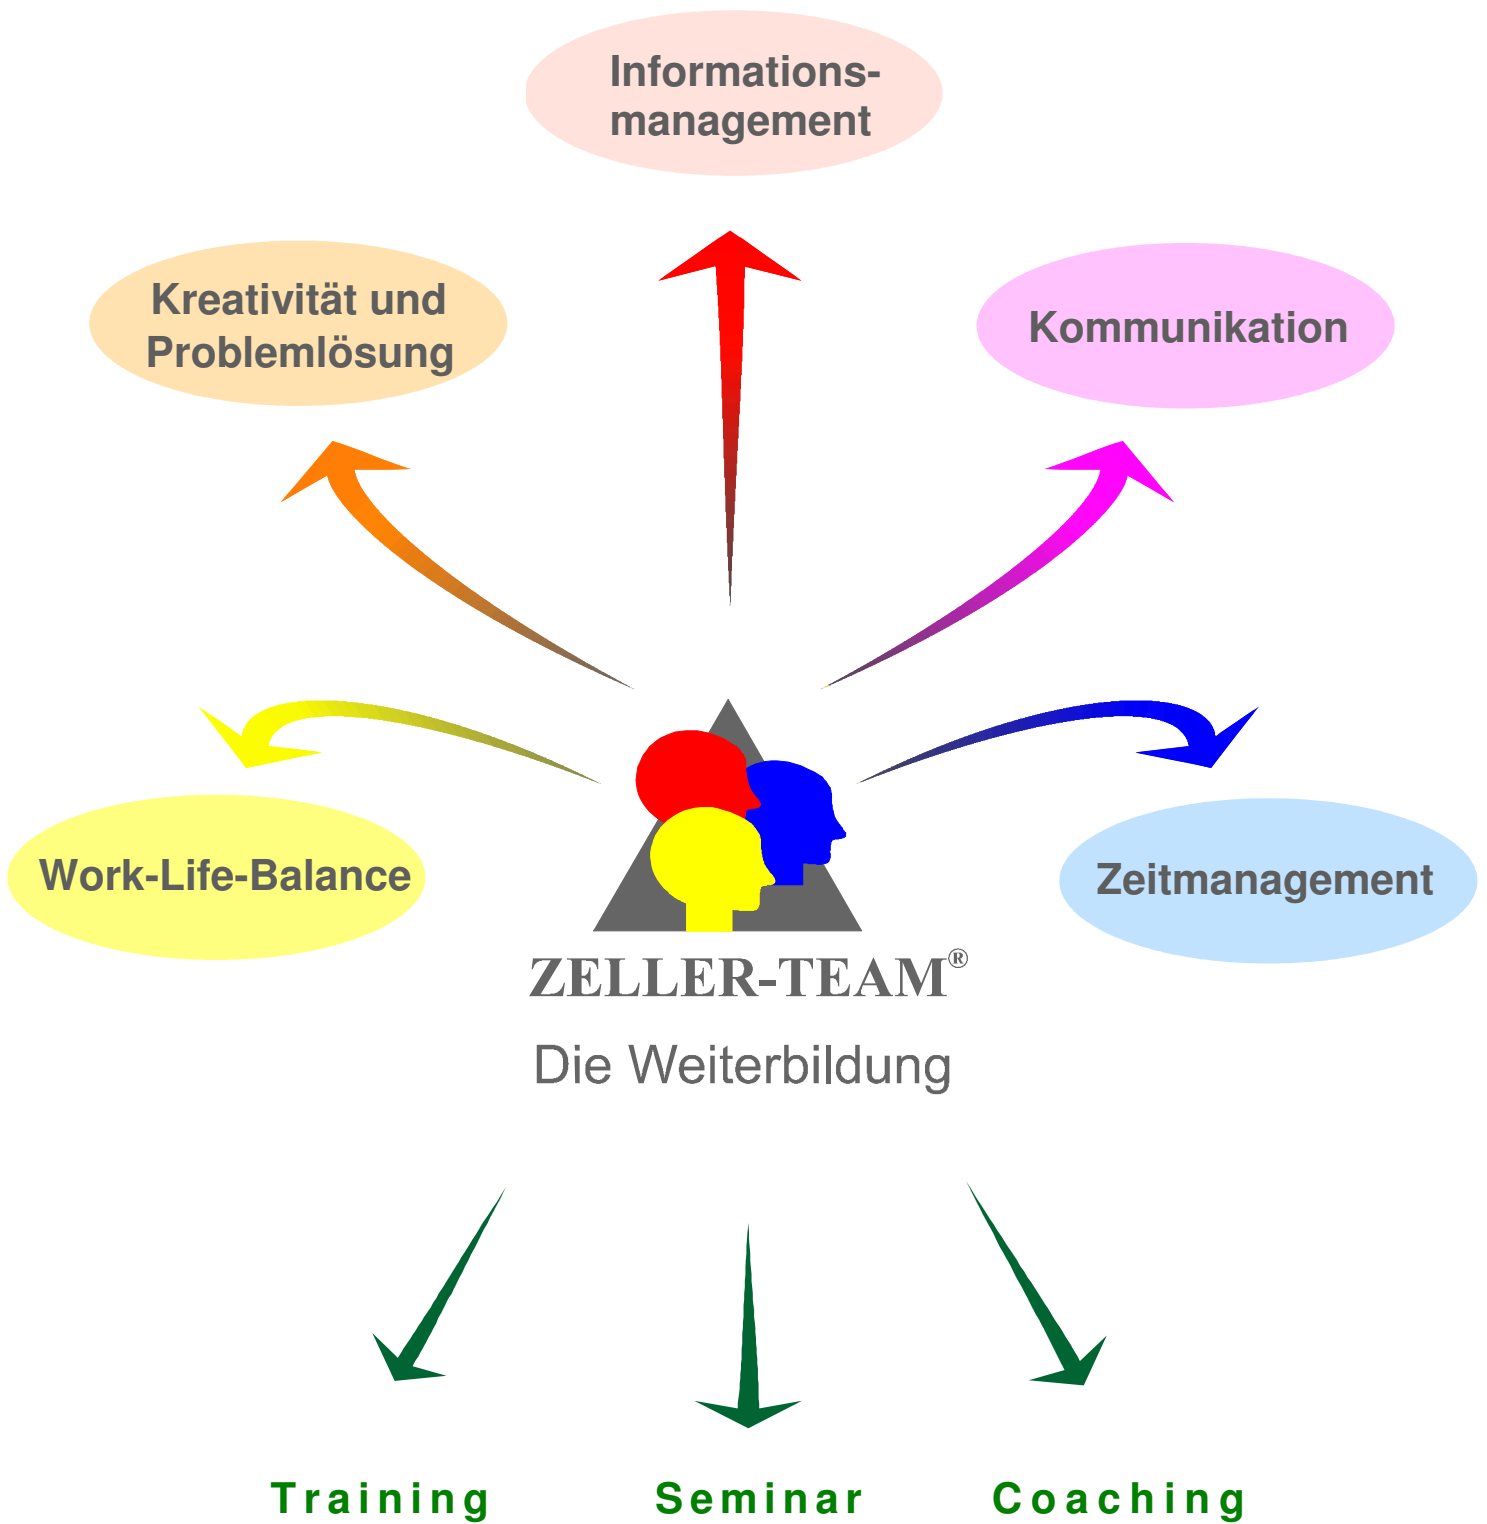 Informations-
management
Kreativität und
Problemlösung
Kommunikation
Work-Life-Balance
Zeitmanagement
ZELLER-TEAM®
Die Weiterbildung
Training
Seminar
Coaching